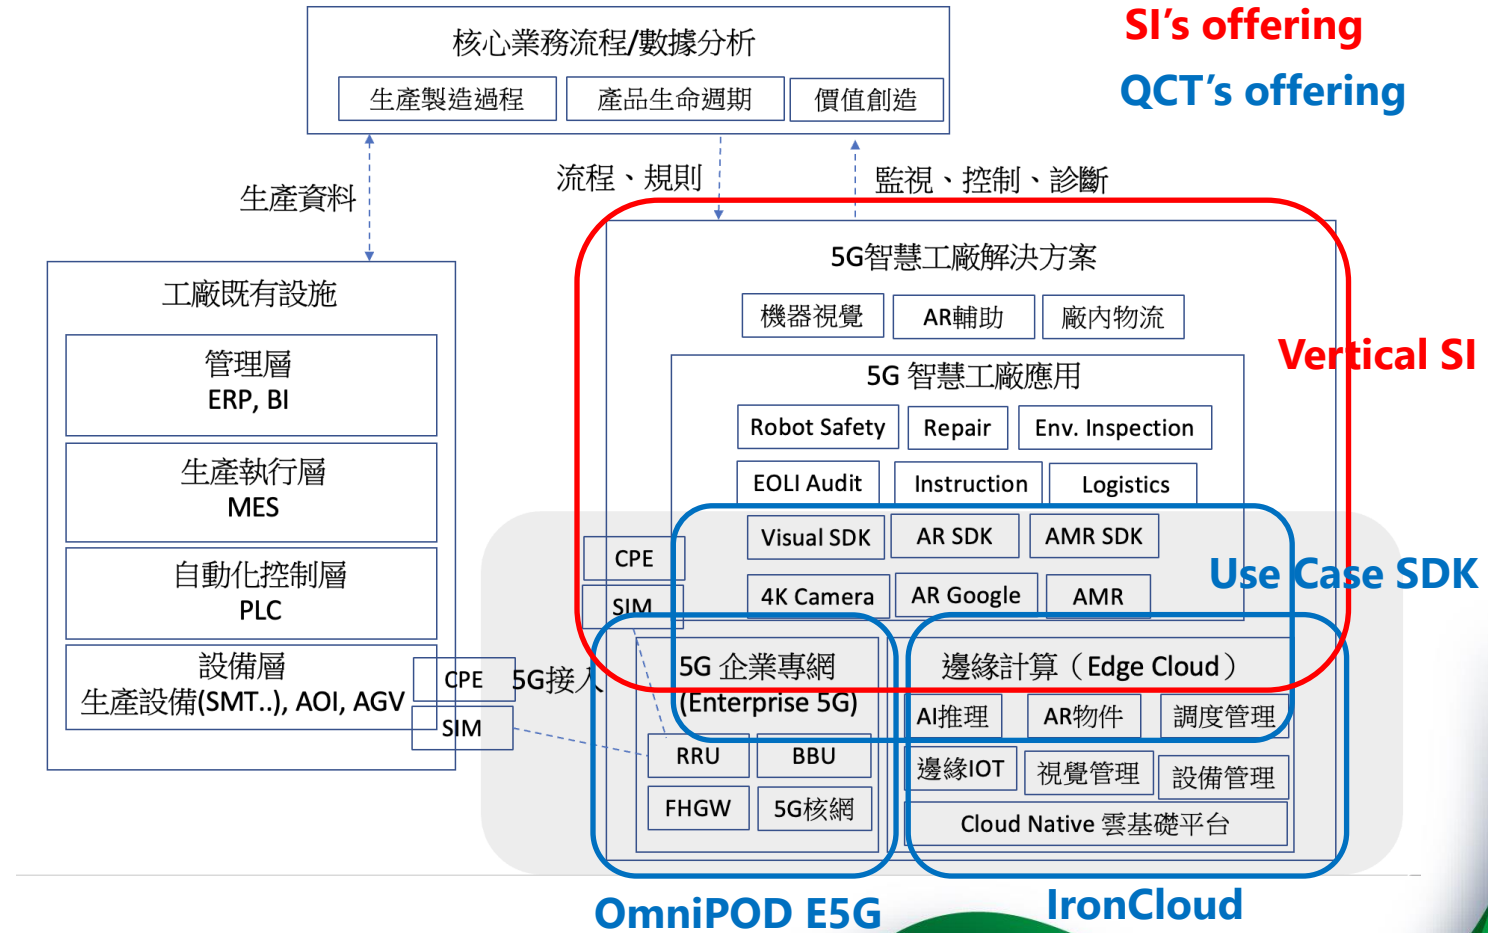 SI's offering
QCT's offering
核心業務流程/數據分析
生產製造過程
產品生命週期
價值創造
生產資料
流程、規則
監視、控制、診斷
工廠既有設施
管理層
ERP, BI
生產執行層
MES
自動化控制層
PLC
設備層
生產設備(SMT..), AOI, AGV
CPE
SIM
5G接入
5G智慧工廠解決方案
機器視覺
AR輔助
廠內物流
Vertical SI
5G 智慧工廠應用
Robot Safety
Repair
Env. Inspection
EOLI Audit
Instruction
Logistics
Visual SDK
AR SDK
AMR SDK
Use Case SDK
CPE
SIM
4K Camera
AR Google
AMR
5G 企業專網
(Enterprise 5G)
RRU
BBU
FHGW
5G核網
邊緣計算（Edge Cloud）
AI推理
AR物件
調度管理
邊緣IOT
視覺管理
設備管理
Cloud Native 雲基礎平台
OmniPOD E5G
IronCloud